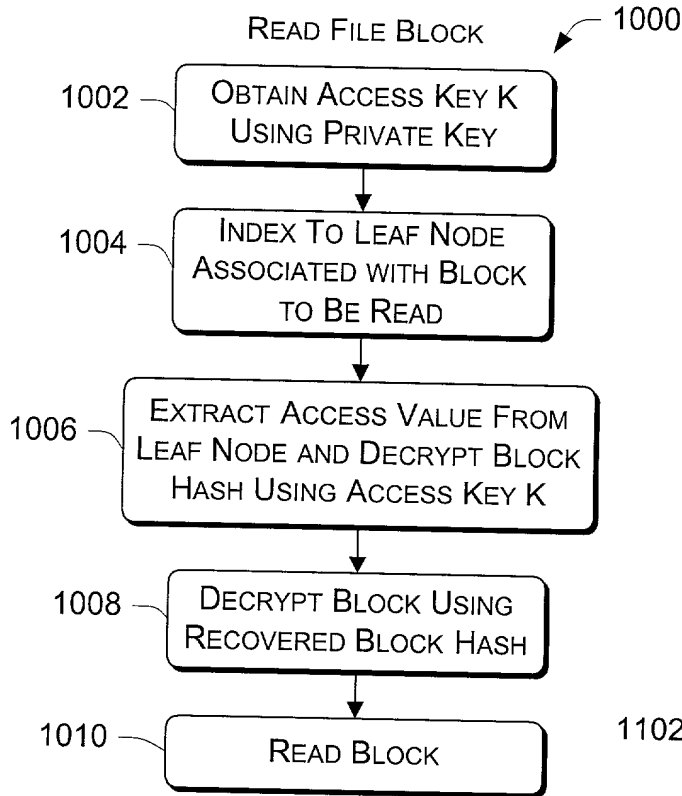 READ FILE BLOCK
1000
1002
OBTAIN ACCESS KEY K
USING PRIVATE KEY
1004
INDEX TO LEAF NODE
ASSOCIATED WITH BLOCK
TO BE READ
1006
EXTRACT ACCESS VALUE FROM
LEAF NODE AND DECRYPT BLOCK
HASH USING ACCESS KEY K
1008
DECRYPT BLOCK USING
RECOVERED BLOCK HASH
1010
READ BLOCK
1102